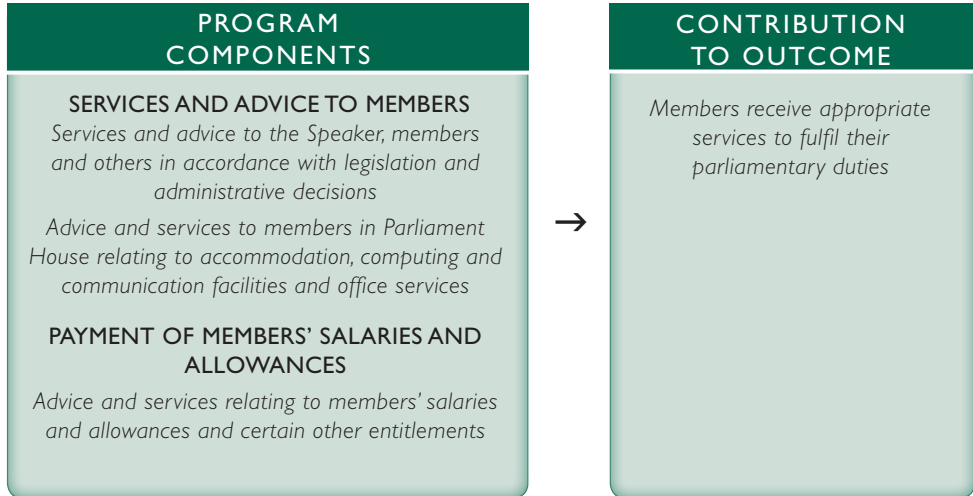 PROGRAM
COMPONENTS
SERVICES AND ADVICE TO MEMBERS
Services and advice to the Speaker, members
and others in accordance with legislation and
administrative decisions
Advice and services to members in Parliament
House relating to accommodation, computing and
communication facilities and office services
PAYMENT OF MEMBERS’ SALARIES AND
ALLOWANCES
Advice and services relating to members’ salaries
and allowances and certain other entitlements
→
CONTRIBUTION
TO OUTCOME
Members receive appropriate
services to fulfil their
parliamentary duties